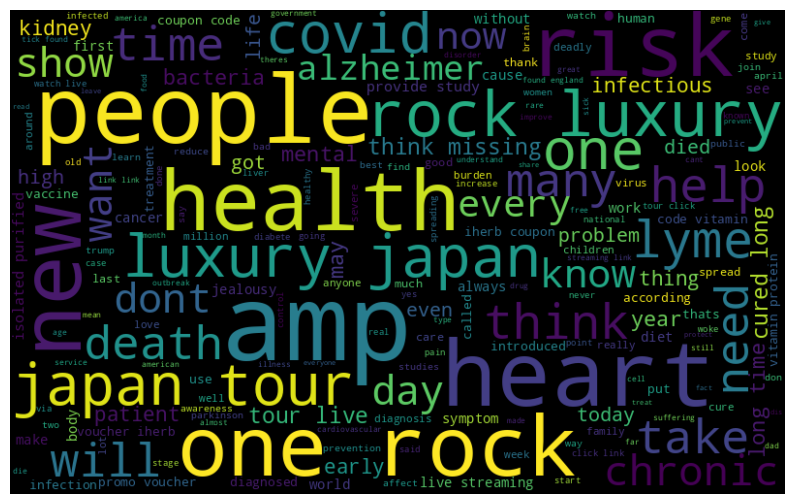 infected
america
coupon code
without
watch
human
government
give
kidney
tick found
time
covid
now
life
first
risk
brain
gene
come
theres
thank
disorder
show
watch live
food
bacteria
alzheimer
provide study
cause
deadly
study
join
april
found england
great
read
leave
people
rock luxury
women
rare
improve
sick
infectious
see
prevent
around
old
link link
learn
reduce
bad
think missing
one
died
public
want
got
mental
best
find
good
understand
share
burden
many
help
look
high
vaccine
treatment
liver
healthy
health
every
increase
virus
cancer
work
code vitamin
new
isolated purified
say
severe
spreading
free
national
tour click
lyme
million
diabete
going
iherb coupon
problem
children
month
luxury japan
know
streaming link
trump
case
last
may
anyone
much
thing
spread
never
drug
according
need
cured long
vitamin protein
dont
outbreak
jealousy
always
yes
type
year
thats
mean
love
real
control
even
called
introduced
point
really
diet
woke
still
protect
age
death
amp
think
service
american
illness
everyone
care
pain
studies
cell
put
fact
don
japan tour
day
heart
treat
cure
suffering
long time
dad
via
use
well
awareness
parkinson
almost
two
body
patient
tour live
symptom
today
make
voucher iherb
diagnosis
cardiovascular
said
made
way
family
far
lot
stage
prevention
week
click link
take
die
will
one rock
early
infection
promo voucher
diagnosed
world
affect
live streaming
start
chronic